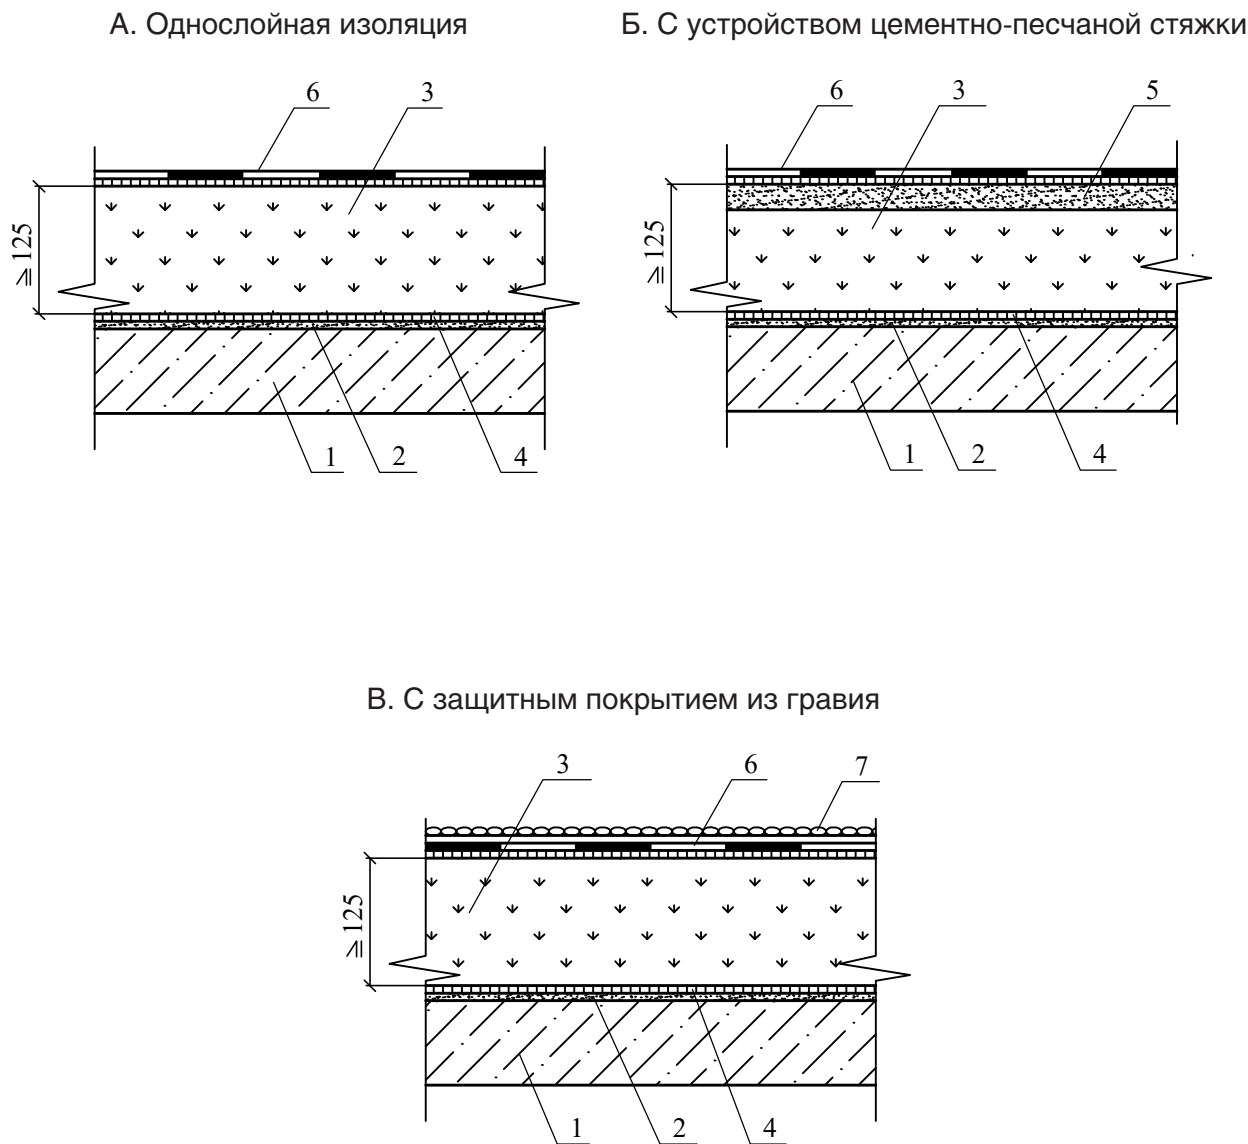 А. Однослойная изоляция
Б. С устройством цементно-песчаной стяжки
6 3
6 3 5
≥ 125
≥ 125
1 2 4
1 2 4
В. С защитным покрытием из гравия
3 6 7
≥ 125
1 2 4